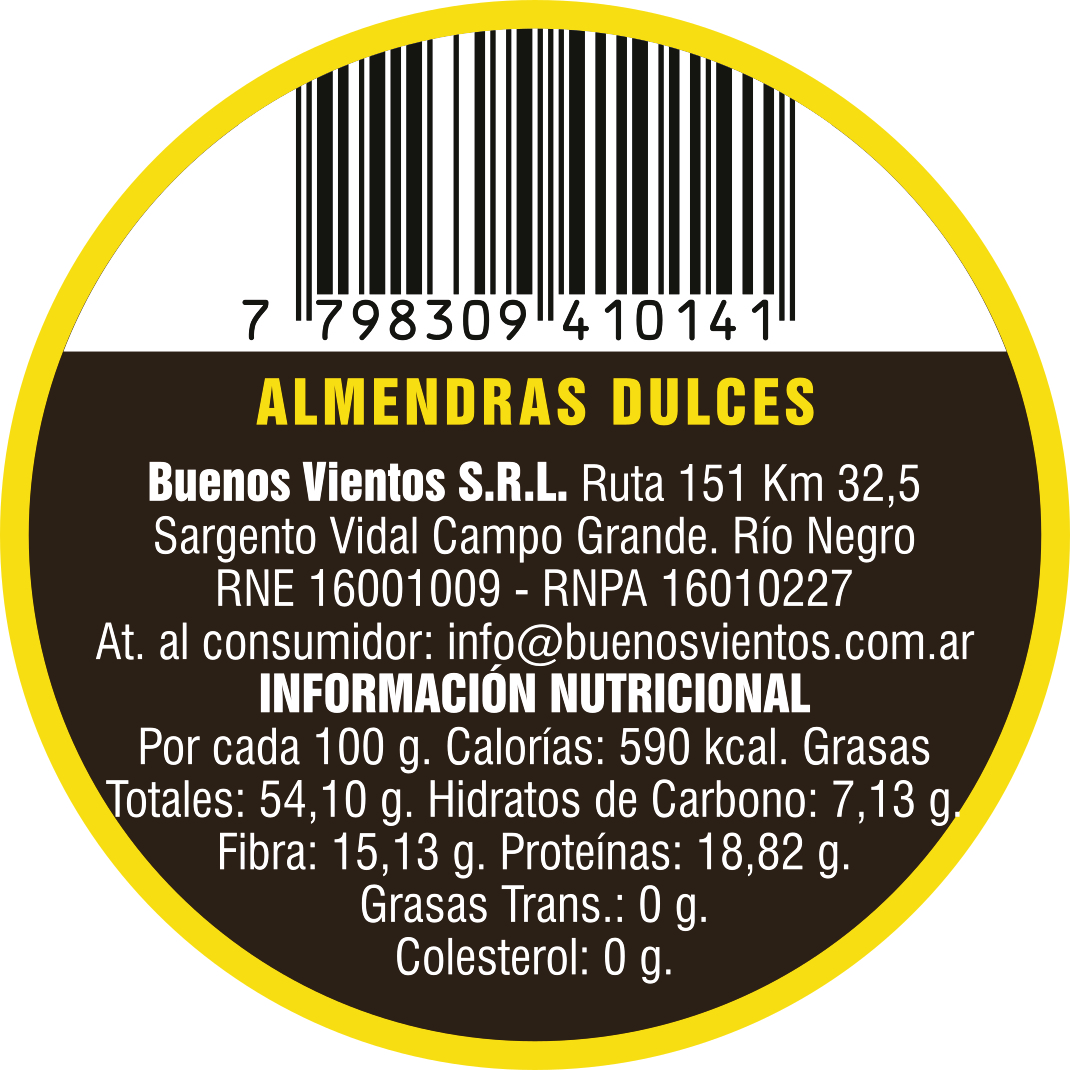 7 798309 410141
ALMENDRAS DULCES
Buenos Vientos S.R.L. Ruta 151 Km 32,5
Sargento Vidal Campo Grande. Río Negro
RNE 16001009 - RNPA 16010227
At. al consumidor: info@buenosvientos.com.ar
INFORMACIÓN NUTRICIONAL
Por cada 100 g. Calorías: 590 kcal. Grasas
Totales: 54,10 g. Hidratos de Carbono: 7,13 g.
Fibra: 15,13 g. Proteínas: 18,82 g.
Grasas Trans.: 0 g.
Colesterol: 0 g.